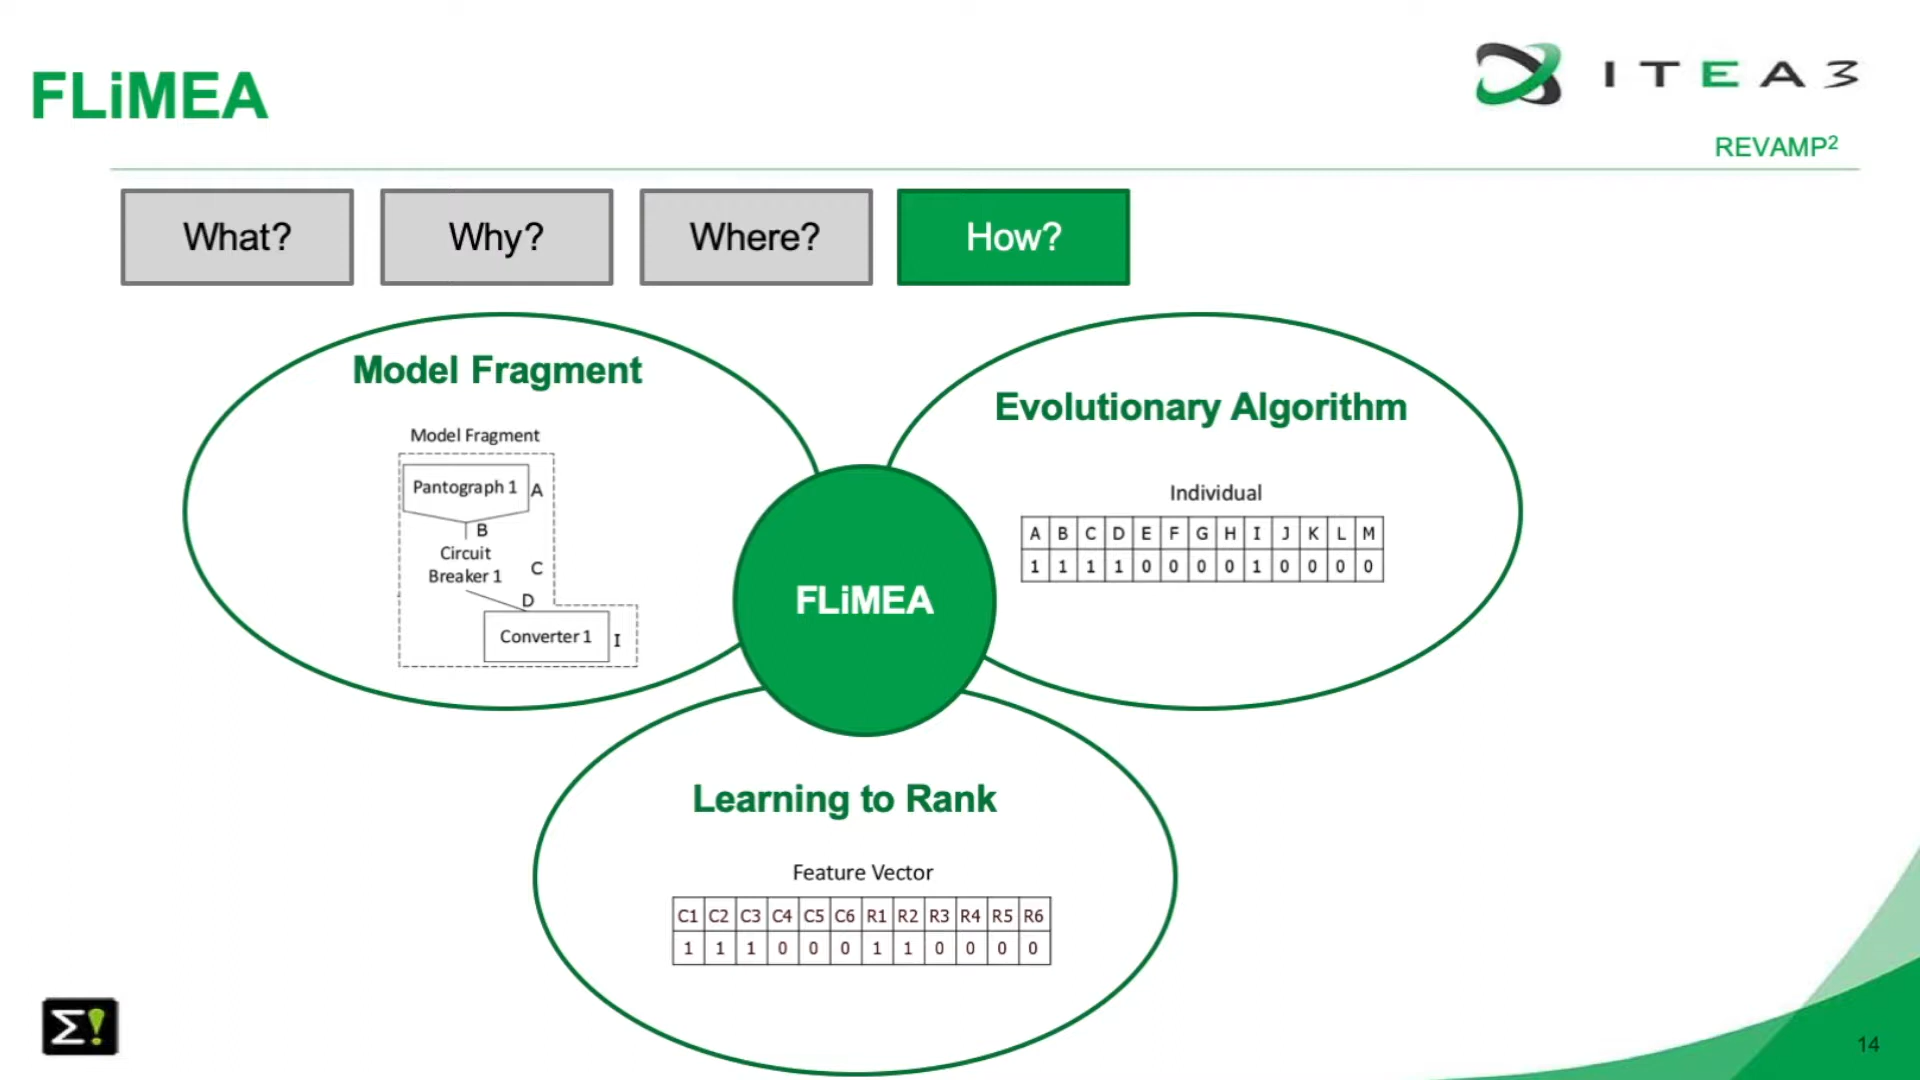 FLiMEA
ITEA3
REVAMP²
What?
Why?
Where?
How?
Model Fragment
Model Fragment
Pantograph 1
A
B
Circuit
Breaker 1
C
D
Converter 1
I
Evolutionary Algorithm
Individual
A B C D E F G H I J K L M
1 1 1 1 0 0 0 0 1 0 0 0 0
FLiMEA
Learning to Rank
Feature Vector
C1 C2 C3 C4 C5 C6 R1 R2 R3 R4 R5 R6
1 1 1 0 0 0 1 1 0 0 0 0
Σ!
14